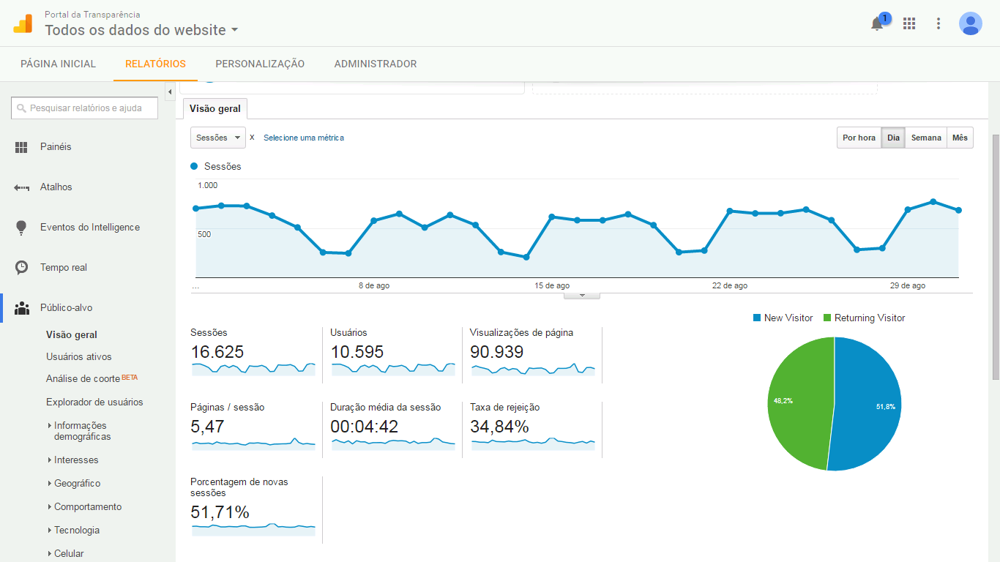 Portal da Transparência
Todos os dados do website
1
PÁGINA INICIAL RELATÓRIOS PERSONALIZAÇÃO ADMINISTRADOR
Pesquisar relatórios e ajuda
Painéis
Atalhos
Eventos do Intelligence
Tempo real
Público-alvo
Visão geral
Usuários ativos
Análise de coorte BETA
Explorador de usuários
Informações
demográficas
Interesses
Geográfico
Comportamento
Tecnologia
Celular
Visão geral
Sessões x Selecione uma métrica
Por hora Dia Semana Mês
Sessões
1.000
500
... 8 de ago 15 de ago 22 de ago 29 de ago
New Visitor Returning Visitor
48,2% 51,8%
Sessões Usuários Visualizações de página
16.625 10.595 90.939
Páginas / sessão Duração média da sessão Taxa de rejeição
5,47 00:04:42 34,84%
Porcentagem de novas
sessões
51,71%